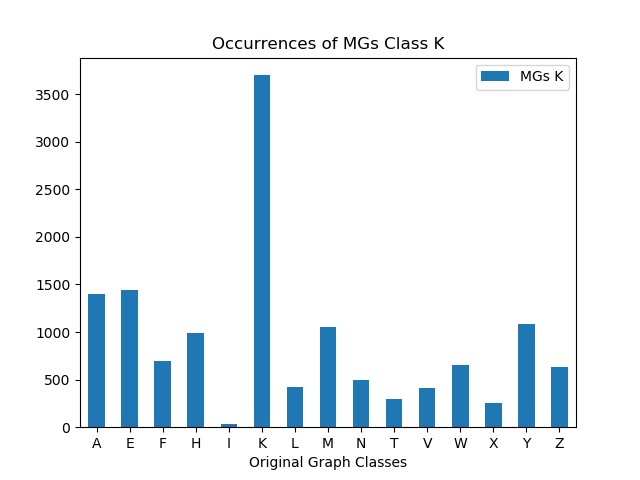 Occurrences of MGs Class K
MGs K
3500
3000
2500
2000
1500
1000
500
0
A E F H I K L M N T V W X Y Z
Original Graph Classes